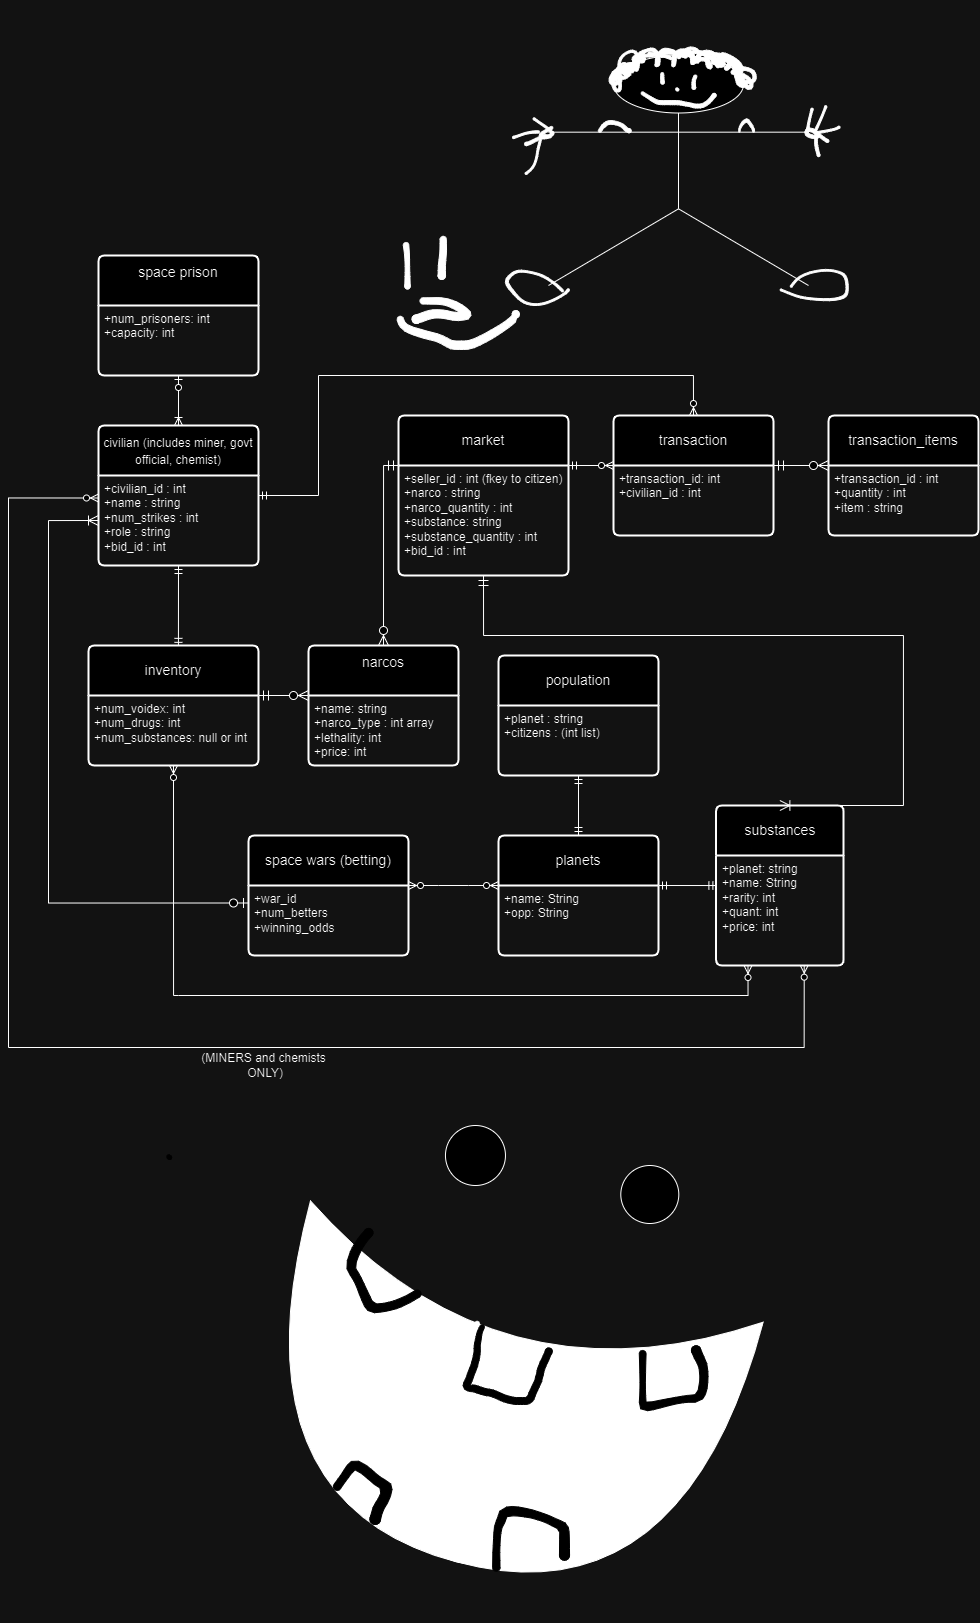 space prison
+num_prisoners: int
+capacity: int
civilian (includes miner, govt
official, chemist)
+civilian_id : int
+name : string
+num_strikes : int
+role : string
+bid_id : int
market
+seller_id : int (fkey to citizen)
+narco : string
+narco_quantity : int
+substance: string
+substance_quantity : int
+bid_id : int
transaction
+transaction_id: int
+civilian_id : int
transaction_items
+transaction_id : int
+quantity : int
+item : string
inventory
+num_voidex: int
+num_drugs: int
+num_substances: null or int
narcos
+name: string
+narco_type : int array
+lethality: int
+price: int
population
+planet : string
+citizens : (int list)
space wars (betting)
+war_id
+num_betters
+winning_odds
planets
+name: String
+opp: String
substances
+planet: string
+name: String
+rarity: int
+quant: int
+price: int
(MINERS and chemists
ONLY)